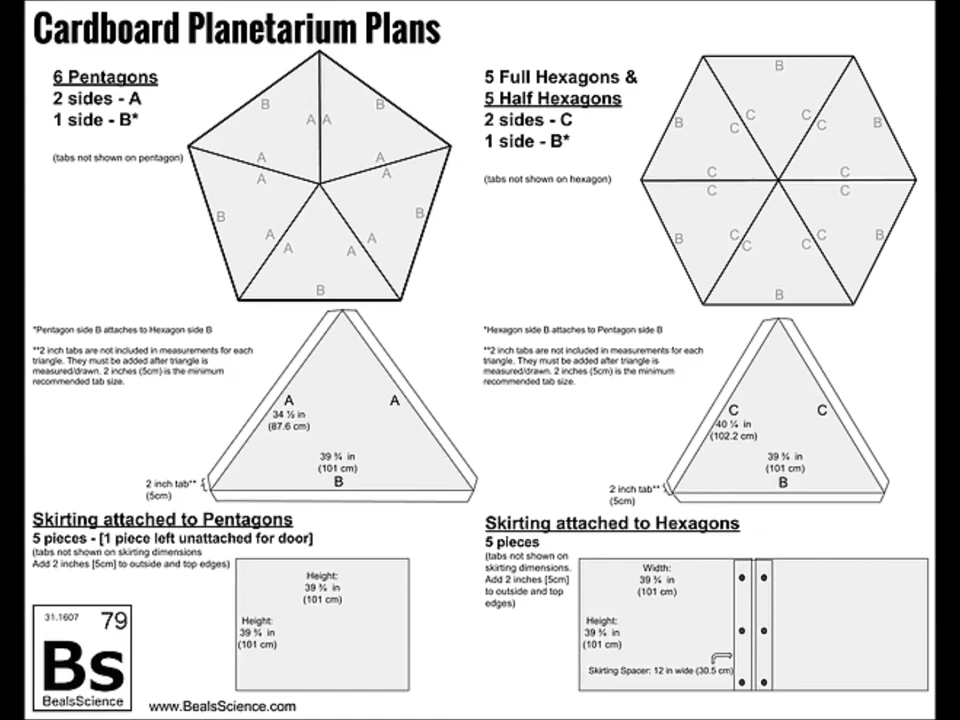 Cardboard Planetarium Plans
6 Pentagons
2 sides - A
1 side - B*
(tabs not shown on pentagon)
B
B
A
A
A
A
A
A
B
B
A
A
A
A
B
5 Full Hexagons &
5 Half Hexagons
2 sides - C
1 side - B*
(tabs not shown on hexagon)
B
B
B
C
C
C
C
C
C
C
C
B
B
C
C
C
C
B
*Pentagon side B attaches to Hexagon side B
**2 inch tabs are not included in measurements for each
triangle. They must be added after triangle is
measured/drawn. 2 inches (5cm) is the minimum
recommended tab size.
A
A
34 ½ in
(87.6 cm)
39 ¾ in
(101 cm)
B
2 inch tab**
(5cm)
*Hexagon side B attaches to Pentagon side B
**2 inch tabs are not included in measurements for each
triangle. They must be added after triangle is
measured/drawn. 2 inches (5cm) is the minimum
recommended tab size.
C
C
40 ¼ in
(102.2 cm)
39 ¾ in
(101 cm)
B
2 inch tab**
(5cm)
Skirting attached to Pentagons
5 pieces - [1 piece left unattached for door]
(tabs not shown on skirting dimensions
Add 2 inches [5cm] to outside and top edges)
Height:
39 ¾ in
(101 cm)
Height:
39 ¾ in
(101 cm)
Skirting attached to Hexagons
5 pieces
(tabs not shown on
skirting dimensions.
Add 2 inches [5cm]
to outside and top
edges)
Width:
39 ¾ in
(101 cm)
Height:
39 ¾ in
(101 cm)
Skirting Spacer: 12 in wide (30.5 cm)
31.1607
79
Bs
BealsScience
www.BealsScience.com